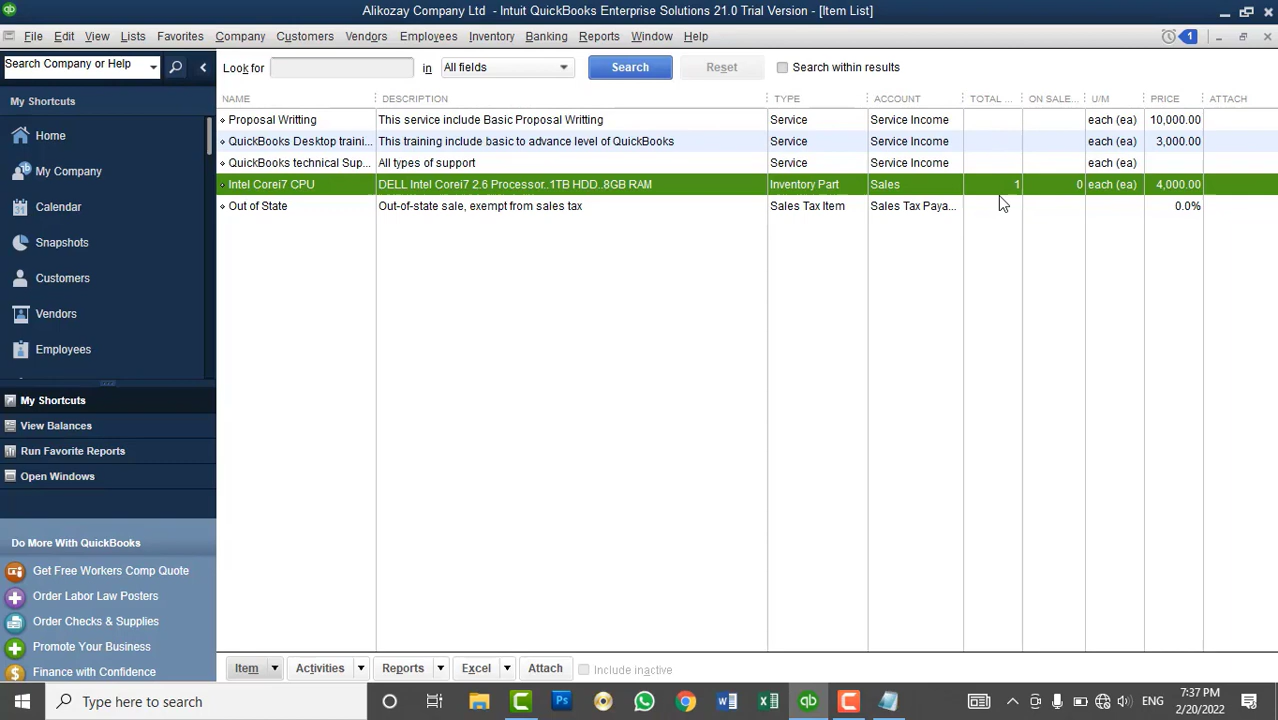 Alikozay Company Ltd - Intuit QuickBooks Enterprise Solutions 21.0 Trial Version - [Item List]
File Edit View Lists Favorites Company Customers Vendors Employees Inventory Banking Reports Window Help 1
Search Company or Help
Look for in All fields Search Reset Search within results
My Shortcuts
Home
My Company
Calendar
Snapshots
Customers
Vendors
Employees
My Shortcuts
View Balances
Run Favorite Reports
Open Windows
Do More With QuickBooks
Get Free Workers Comp Quote
Order Labor Law Posters
Order Checks & Supplies
Promote Your Business
Finance with Confidence
NAME DESCRIPTION TYPE ACCOUNT TOTAL ... ON SALE... U/M PRICE ATTACH
Proposal Writting This service include Basic Proposal Writting Service Service Income each (ea) 10,000.00
QuickBooks Desktop traini... This training include basic to advance level of QuickBooks Service Service Income each (ea) 3,000.00
QuickBooks technical Sup... All types of support Service Service Income each (ea)
Intel Corei7 CPU DELL Intel Corei7 2.6 Processor..1TB HDD..8GB RAM Inventory Part Sales 1 0 each (ea) 4,000.00
Out of State Out-of-state sale, exempt from sales tax Sales Tax Item Sales Tax Paya... 0.0%
Item Activities Reports Excel Attach Include inactive
Type here to search
ENG
7:37 PM
2/20/2022